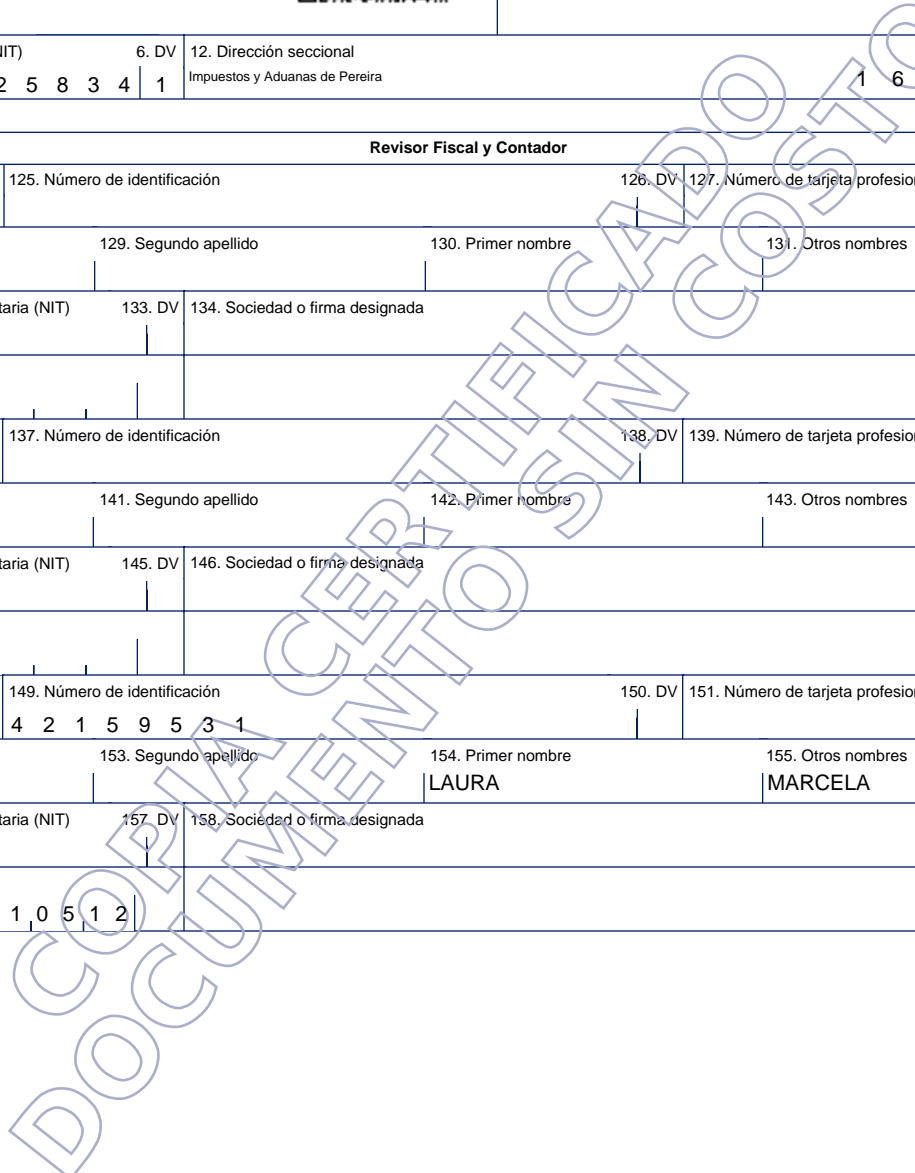 NIT) 6. DV 12. Dirección seccional
2 5 8 3 4 1 Impuestos y Aduanas de Pereira 1 6
Revisor Fiscal y Contador
125. Número de identificación 126. DV 127. Número de tarjeta profesion
129. Segundo apellido 130. Primer nombre 131. Otros nombres
taria (NIT) 133. DV 134. Sociedad o firma designada
137. Número de identificación 138. DV 139. Número de tarjeta profesion
141. Segundo apellido 142. Primer nombre 143. Otros nombres
taria (NIT) 145. DV 146. Sociedad o firma designada
149. Número de identificación 150. DV 151. Número de tarjeta profesion
4 2 1 5 9 5 3 1
153. Segundo apellido 154. Primer nombre 155. Otros nombres
LAURA MARCELA
taria (NIT) 157. DV 158. Sociedad o firma designada
1 0 5 1 2
COPIA CERTIFICADO
DOCUMENTO SIN COSTO